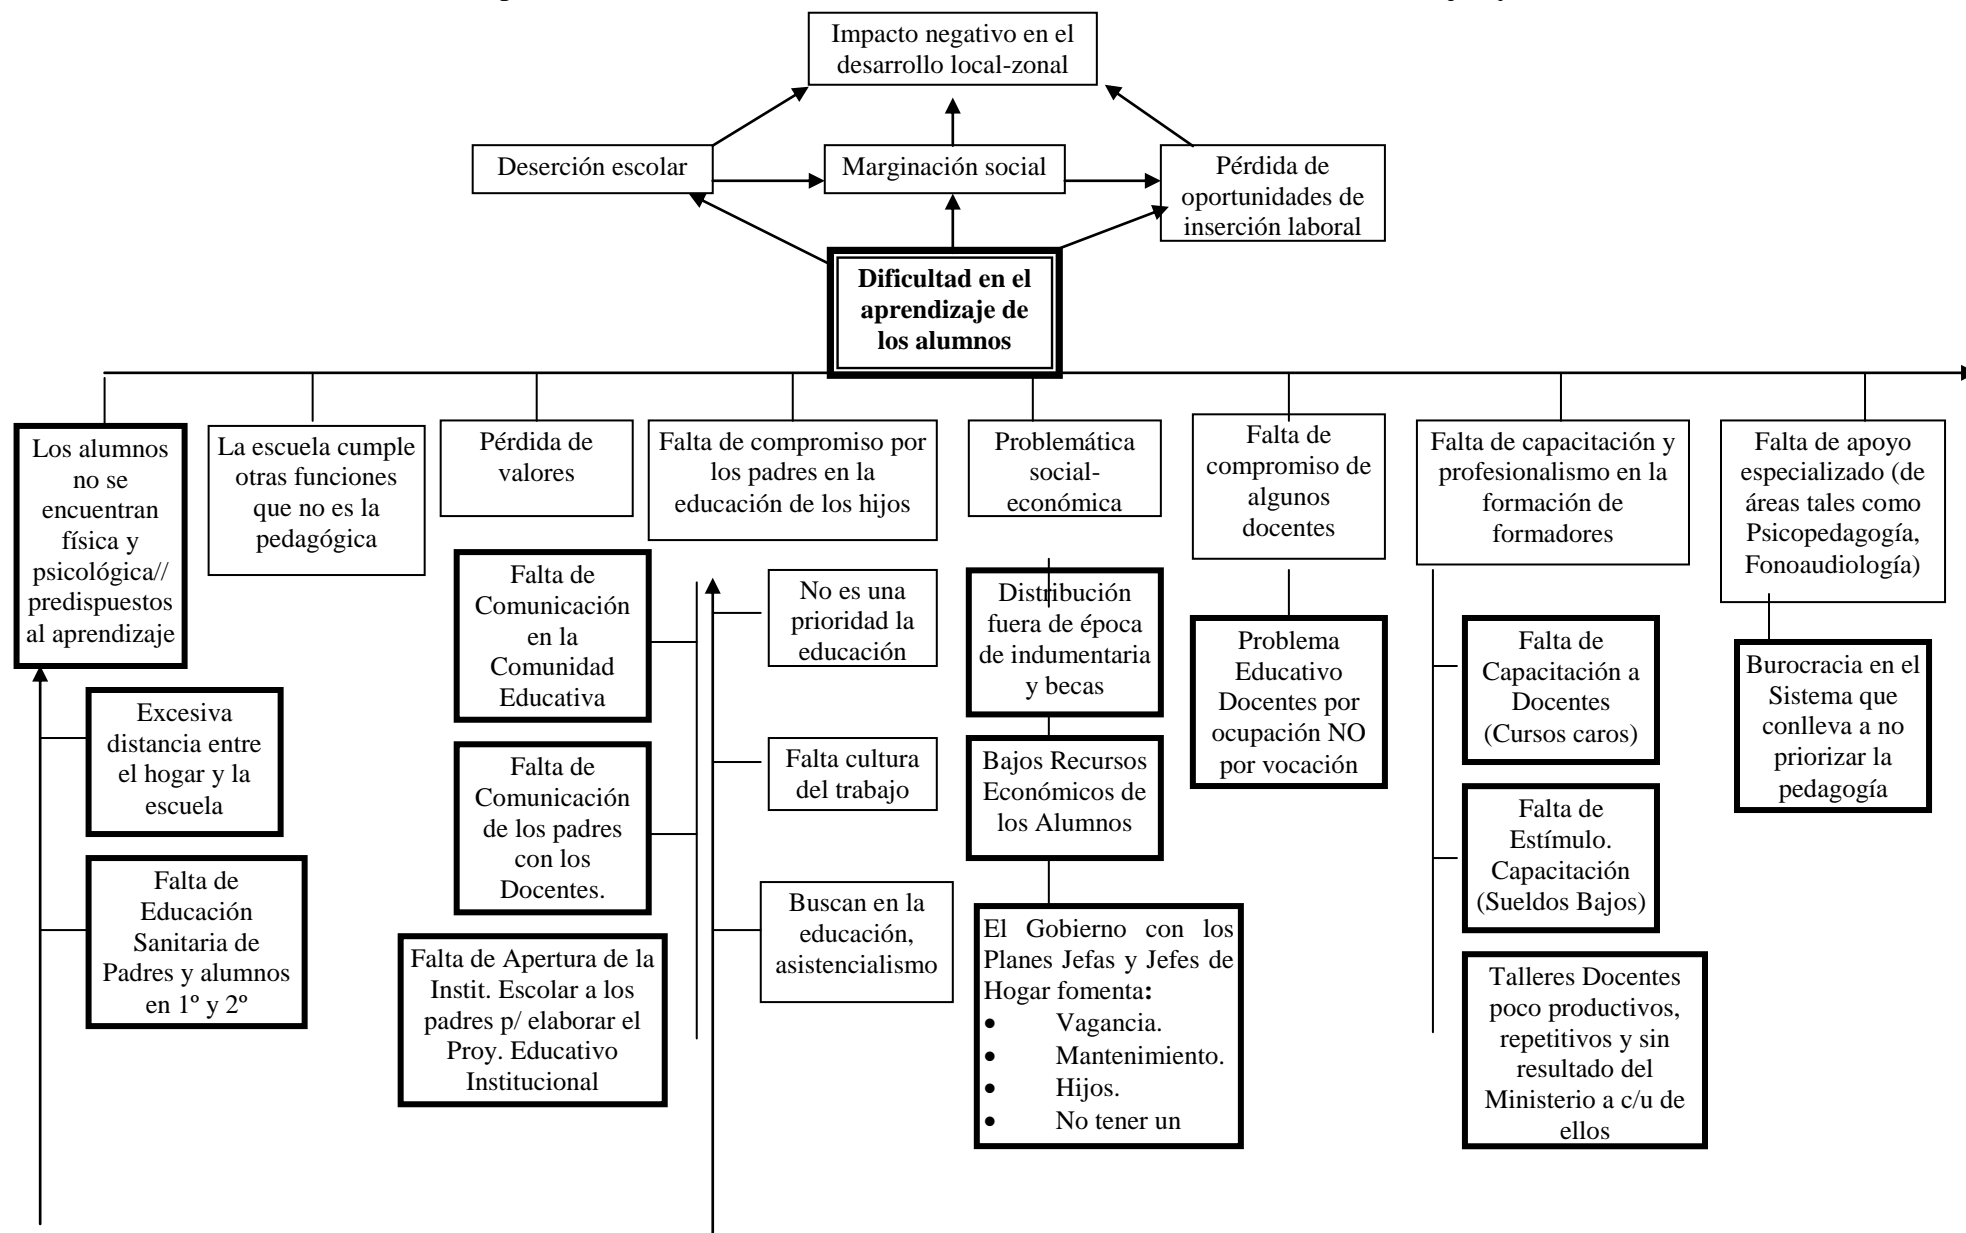 Impacto negativo en el
desarrollo local-zonal
Deserción escolar
Marginación social
Pérdida de
oportunidades de
inserción laboral
Dificultad en el
aprendizaje de
los alumnos
Los alumnos
no se
encuentran
física y
psicológica//
predispuestos
al aprendizaje
La escuela cumple
otras funciones
que no es la
pedagógica
Pérdida de
valores
Falta de compromiso por
los padres en la
educación de los hijos
Problemática
social-
económica
Falta de
compromiso de
algunos
docentes
Falta de capacitación y
profesionalismo en la
formación de
formadores
Falta de apoyo
especializado (de
áreas tales como
Psicopedagogía,
Fonoaudiología)
Excesiva
distancia entre
el hogar y la
escuela
Falta de
Educación
Sanitaria de
Padres y alumnos
en 1º y 2º
Falta de
Comunicación
en la
Comunidad
Educativa
Falta de
Comunicación
de los padres
con los
Docentes.
Falta de Apertura de la
Instit. Escolar a los
padres p/ elaborar el
Proy. Educativo
Institucional
No es una
prioridad la
educación
Falta cultura
del trabajo
Buscan en la
educación,
asistencialismo
Distribución
fuera de época
de indumentaria
y becas
Bajos Recursos
Económicos de
los Alumnos
El Gobierno con los
Planes Jefas y Jefes de
Hogar fomenta:
• Vagancia.
• Mantenimiento.
• Hijos.
• No tener un
Problema
Educativo
Docentes por
ocupación NO
por vocación
Falta de
Capacitación a
Docentes
(Cursos caros)
Falta de
Estímulo.
Capacitación
(Sueldos Bajos)
Talleres Docentes
poco productivos,
repetitivos y sin
resultado del
Ministerio a c/u de
ellos
Burocracia en el
Sistema que
conlleva a no
priorizar la
pedagogía